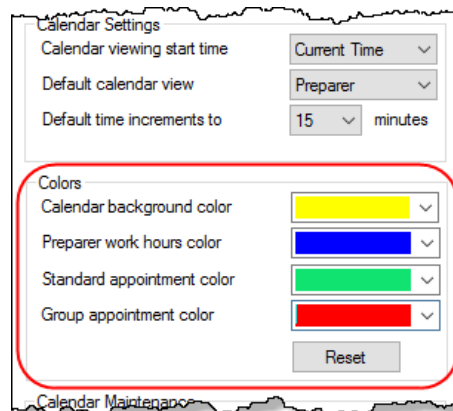 Calendar Settings
Calendar viewing start time Current Time
Default calendar view Preparer
Default time increments to 15 minutes
Colors
Calendar background color
Preparer work hours color
Standard appointment color
Group appointment color
Reset
Calendar Maintenance